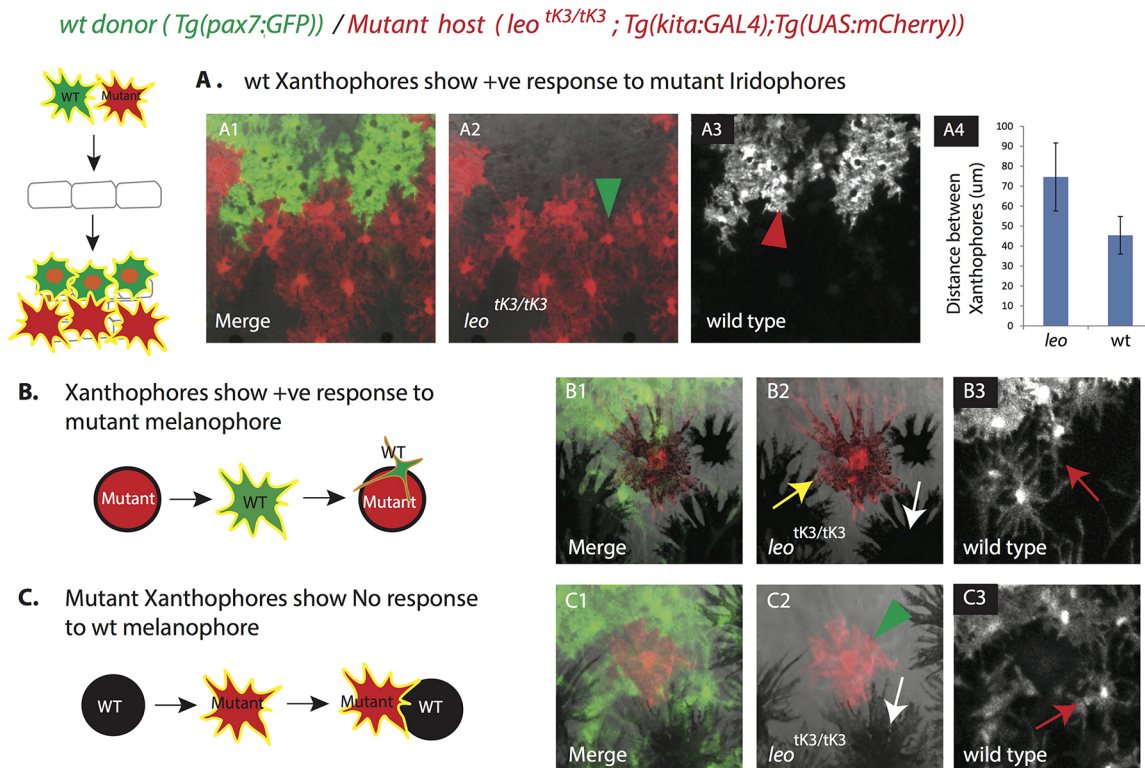 wt donor ( Tg(pax7:GFP)) / Mutant host ( leo tK3/tK3 ; Tg(kita:GAL4);Tg(UAS:mCherry))
WT
Mutant
A . wt Xanthophores show +ve response to mutant Iridophores
A1
Merge
A2
leo tK3/tK3
A3
wild type
A4
Distance between
Xanthophores (um)
100
90
80
70
60
50
40
30
20
10
0
leo
wt
B. Xanthophores show +ve response to
mutant melanophore
Mutant
WT
WT
Mutant
B1
Merge
B2
leo tK3/tK3
B3
wild type
C. Mutant Xanthophores show No response
to wt melanophore
WT
Mutant
Mutant
WT
C1
Merge
C2
leo tK3/tK3
C3
wild type